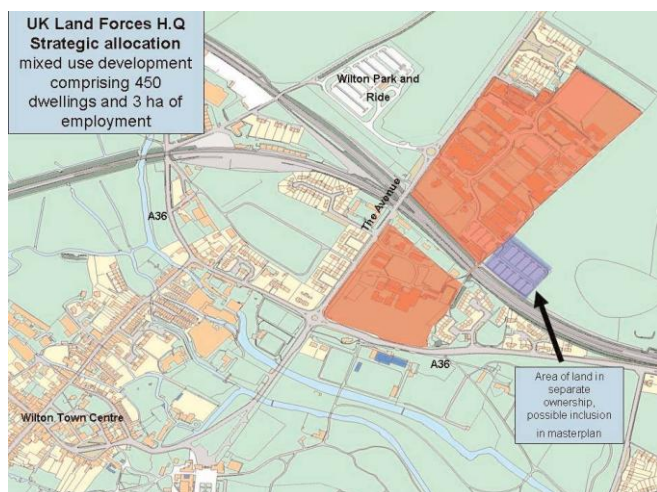 UK Land Forces H.Q
Strategic allocation
mixed use development
comprising 450
dwellings and 3 ha of
employment
Wilton Park and
Ride
The Avenue
A36
A36
Wilton Town Centre
Area of land in
separate
ownership,
possible inclusion
in masterplan